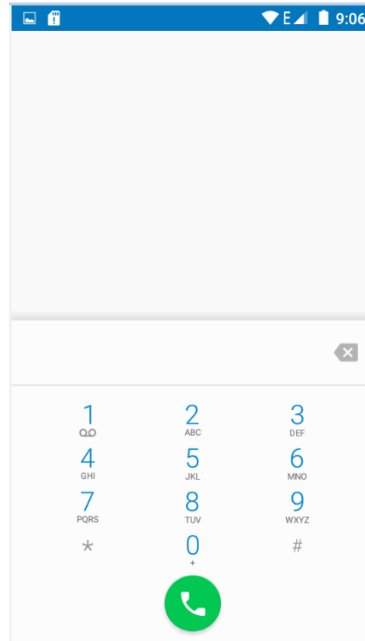 E 9:06
1 2 3
ABC DEF
4 5 6
GHI JKL MNO
7 8 9
PQRS TUV WXYZ
* 0 #
+